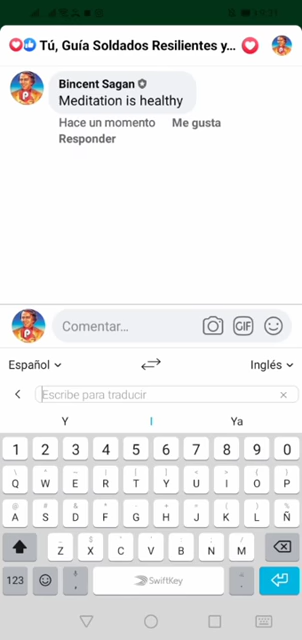 Tú, Guía Soldados Resilientes y...
Bincent Sagan
Meditation is healthy
Hace un momento Me gusta
Responder
Comentar...
GIF
Español
Inglés
Escribe para traducir
Y I Ya
1 2 3 4 5 6 7 8 9 0
Q W E R T Y U I O P
A S D F G H J K L Ñ
Z X C V B N M
123 , SwiftKey .